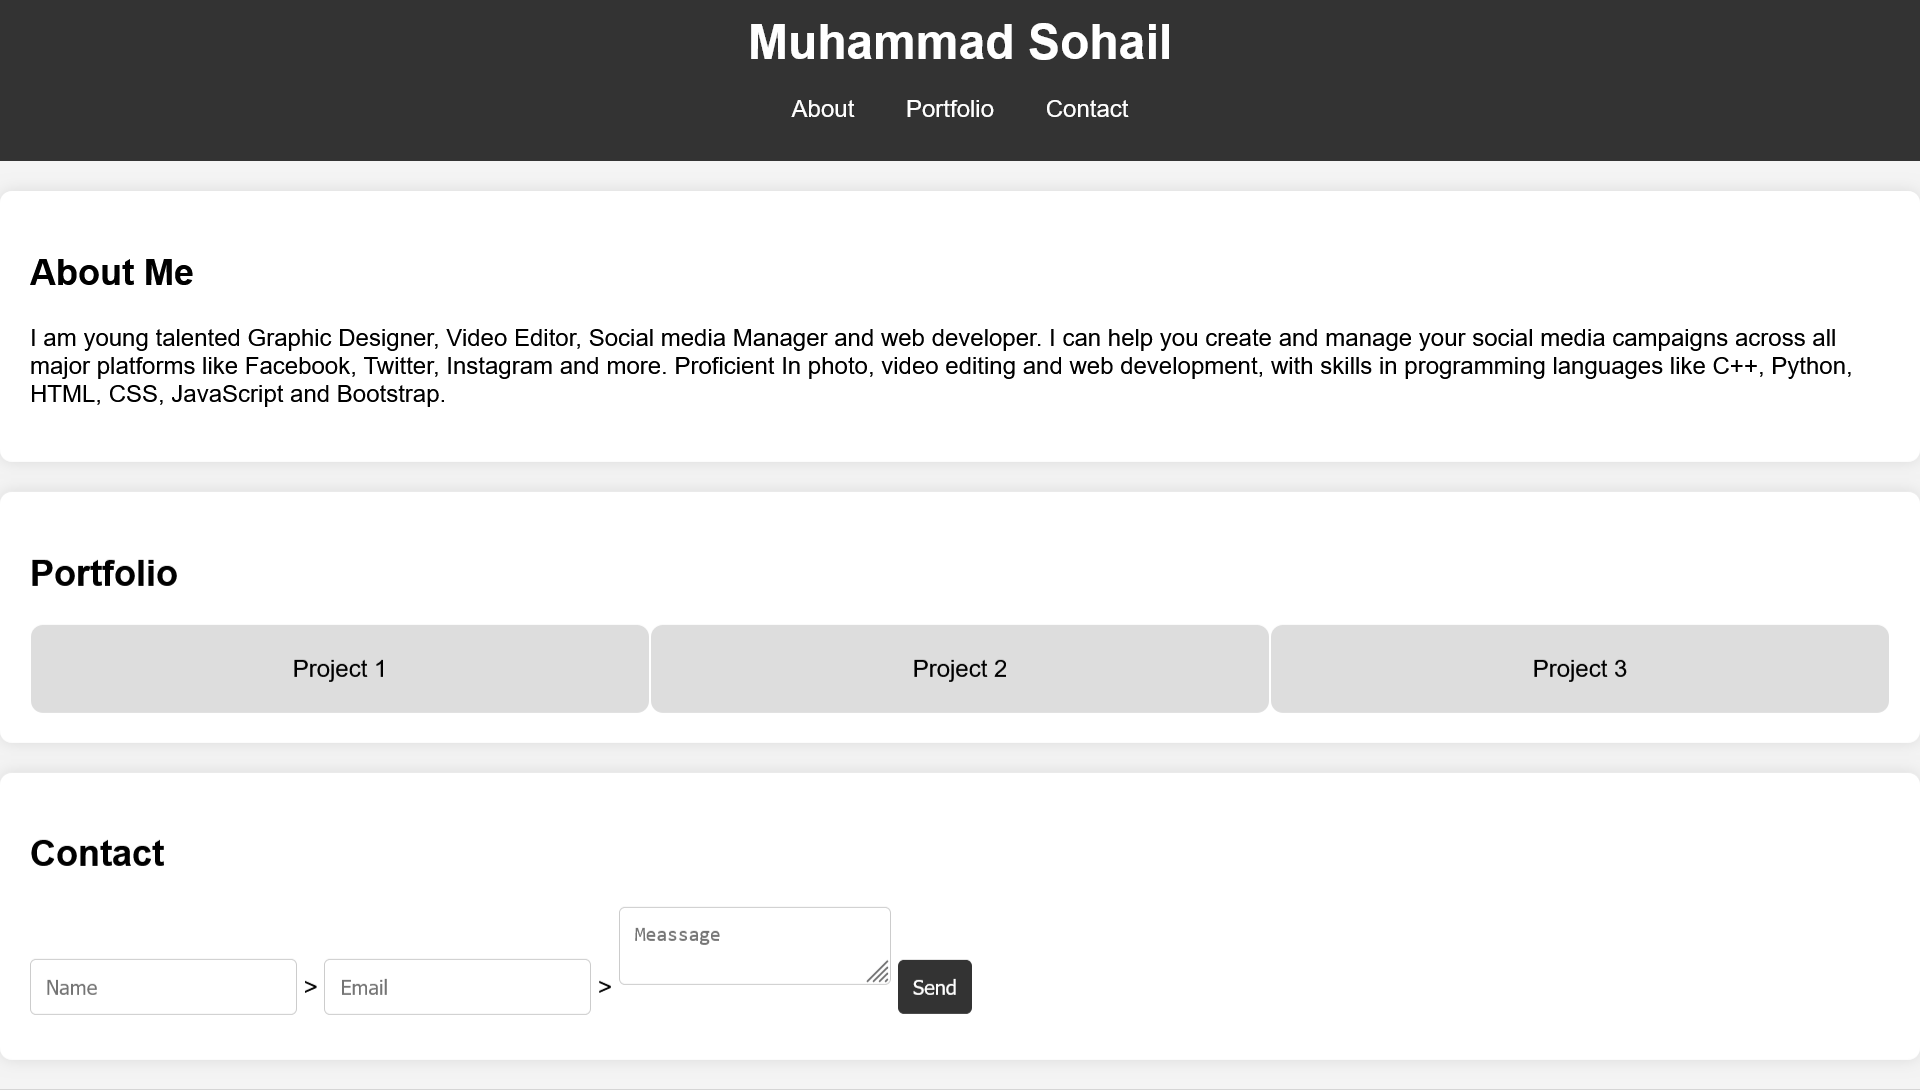 Muhammad Sohail
About Portfolio Contact
About Me
I am young talented Graphic Designer, Video Editor, Social media Manager and web developer. I can help you create and manage your social media campaigns across all
major platforms like Facebook, Twitter, Instagram and more. Proficient In photo, video editing and web development, with skills in programming languages like C++, Python,
HTML, CSS, JavaScript and Bootstrap.
Portfolio
Project 1 Project 2 Project 3
Contact
Meassage
Name > Email > Send